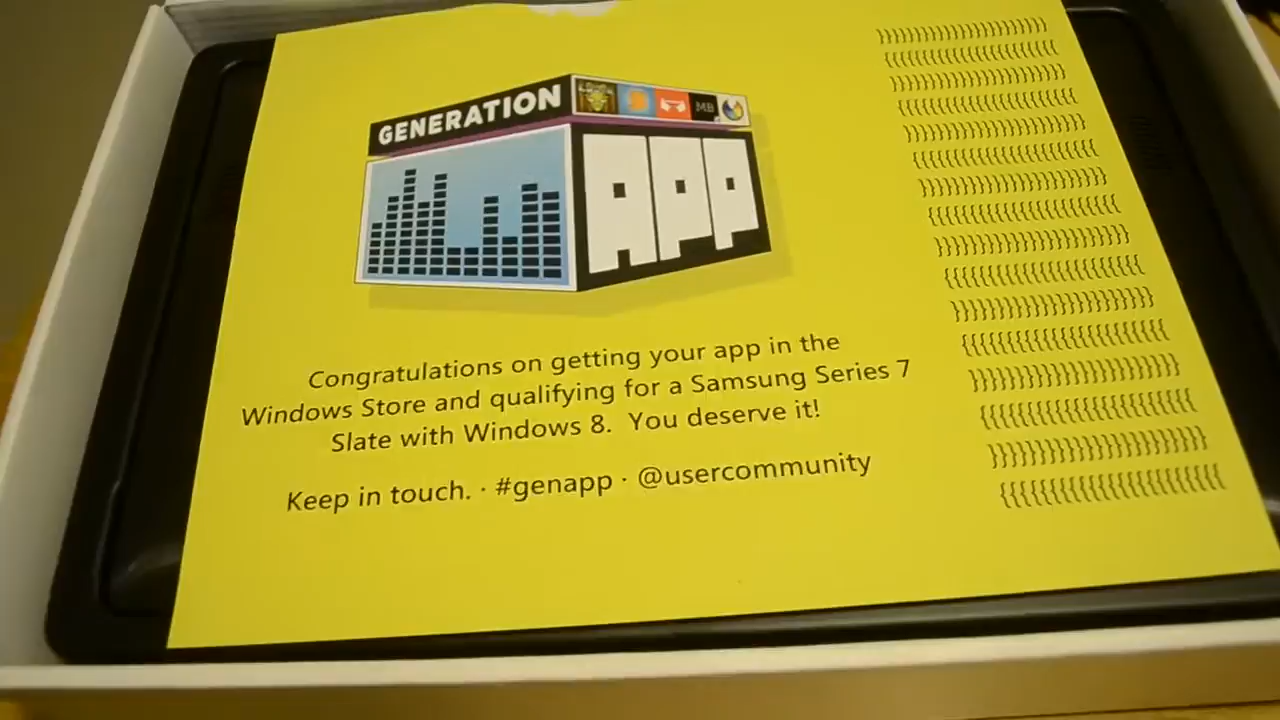 GENERATION
MB
APP
Congratulations on getting your app in the
Windows Store and qualifying for a Samsung Series 7
Slate with Windows 8. You deserve it!
Keep in touch. · #genapp · @usercommunity